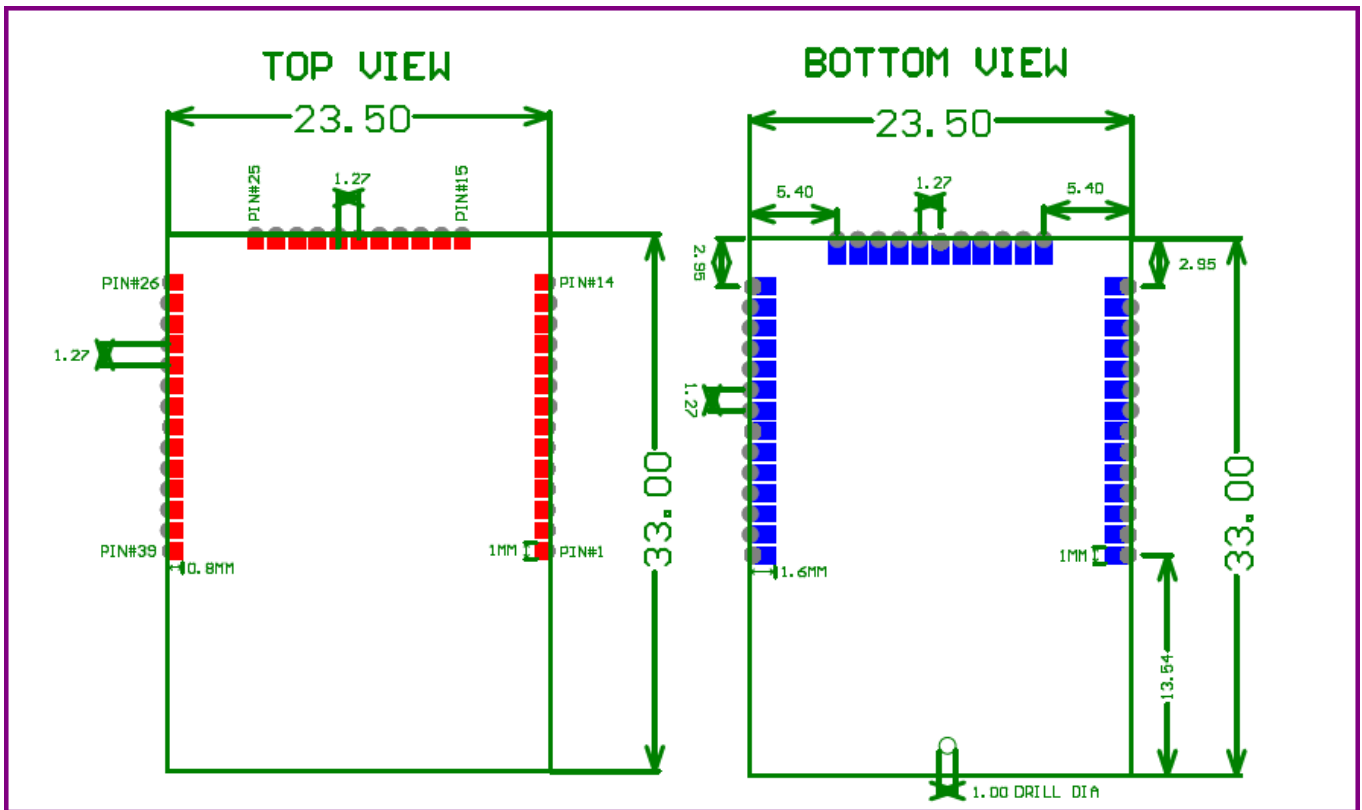 TOP VIEW
BOTTOM VIEW
23.50
23.50
PIN#25
1.27
PIN#15
5.40
1.27
5.40
2.95
2.95
PIN#26
PIN#14
1.27
1.27
33.00
33.00
PIN#39
1MM
PIN#1
1MM
0.8MM
1.6MM
13.54
1.00 DRILL DIA